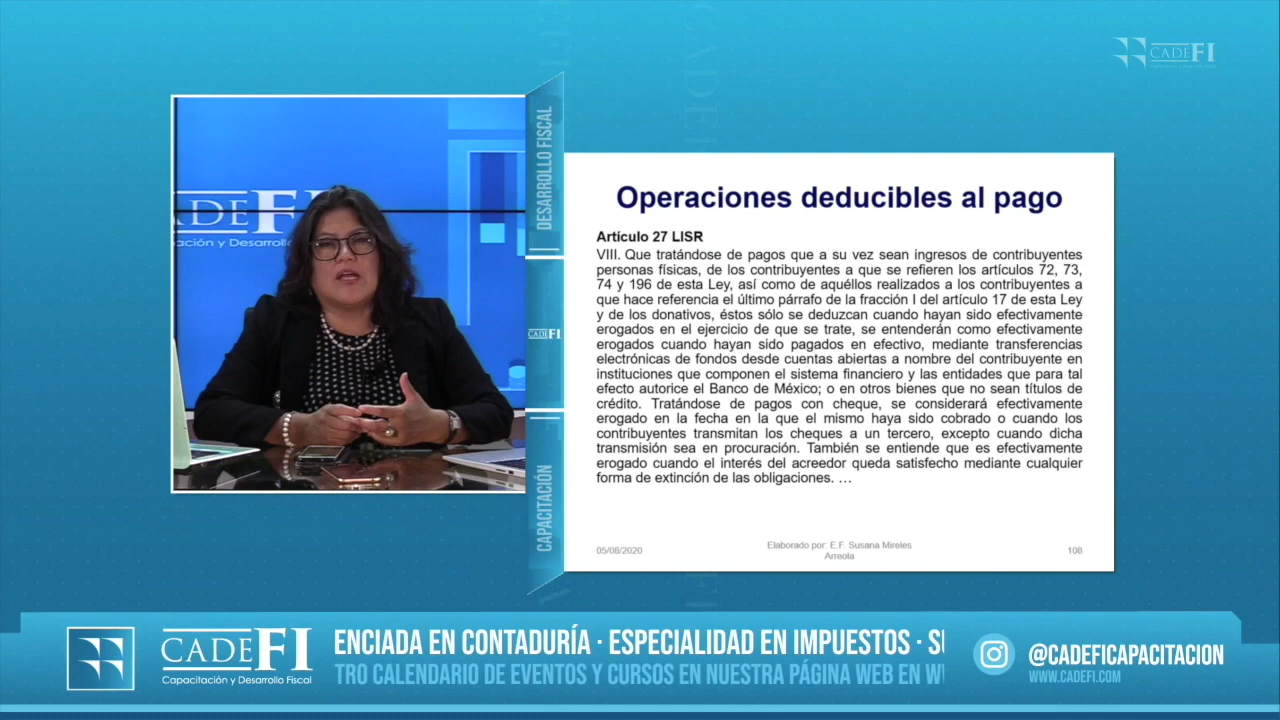 CADEFI
DESARROLLO FISCAL
CADEFI
CAPACITACIÓN
Operaciones deducibles al pago
Artículo 27 LISR
VIII. Que tratándose de pagos que a su vez sean ingresos de contribuyentes
personas físicas, de los contribuyentes a que se refieren los artículos 72, 73,
74 y 196 de esta Ley, así como de aquéllos realizados a los contribuyentes a
que hace referencia el último párrafo de la fracción I del artículo 17 de esta Ley
y de los donativos, éstos sólo se deduzcan cuando hayan sido efectivamente
erogados en el ejercicio de que se trate, se entenderán como efectivamente
erogados cuando hayan sido pagados en efectivo, mediante transferencias
electrónicas de fondos desde cuentas abiertas a nombre del contribuyente en
instituciones que componen el sistema financiero y las entidades que para tal
efecto autorice el Banco de México; o en otros bienes que no sean títulos de
crédito. Tratándose de pagos con cheque, se considerará efectivamente
erogado en la fecha en la que el mismo haya sido cobrado o cuando los
contribuyentes transmitan los cheques a un tercero, excepto cuando dicha
transmisión sea en procuración. También se entiende que es efectivamente
erogado cuando el interés del acreedor queda satisfecho mediante cualquier
forma de extinción de las obligaciones. …
05/08/2020
Elaborado por: E.F. Susana Mireles
Arreola
108
CADEFI
Capacitación y Desarrollo Fiscal
ENCIADA EN CONTADURÍA · ESPECIALIDAD EN IMPUESTOS ·
TRO CALENDARIO DE EVENTOS Y CURSOS EN NUESTRA PÁGINA WEB EN
@CADEFICAPACITACION
WWW.CADEFI.COM